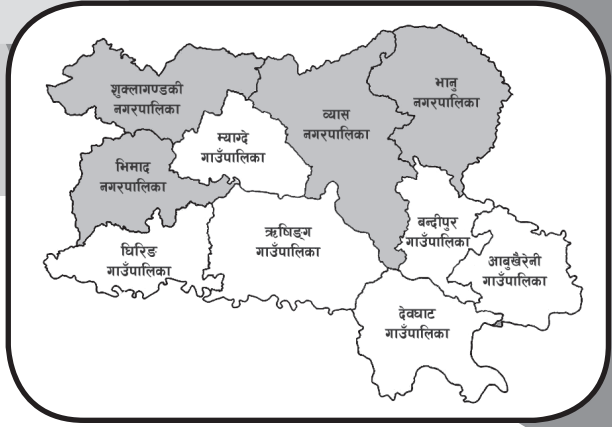 शुक्लागण्डकी
नगरपालिका
भानु
नगरपालिका
व्यास
नगरपालिका
म्याग्दे
गाउँपालिका
भिमाद
नगरपालिका
बन्दीपुर
गाउँपालिका
ऋषिङ्ग
गाउँपालिका
घिरिङ
गाउँपालिका
आबुखैरेनी
गाउँपालिका
देवघाट
गाउँपालिका